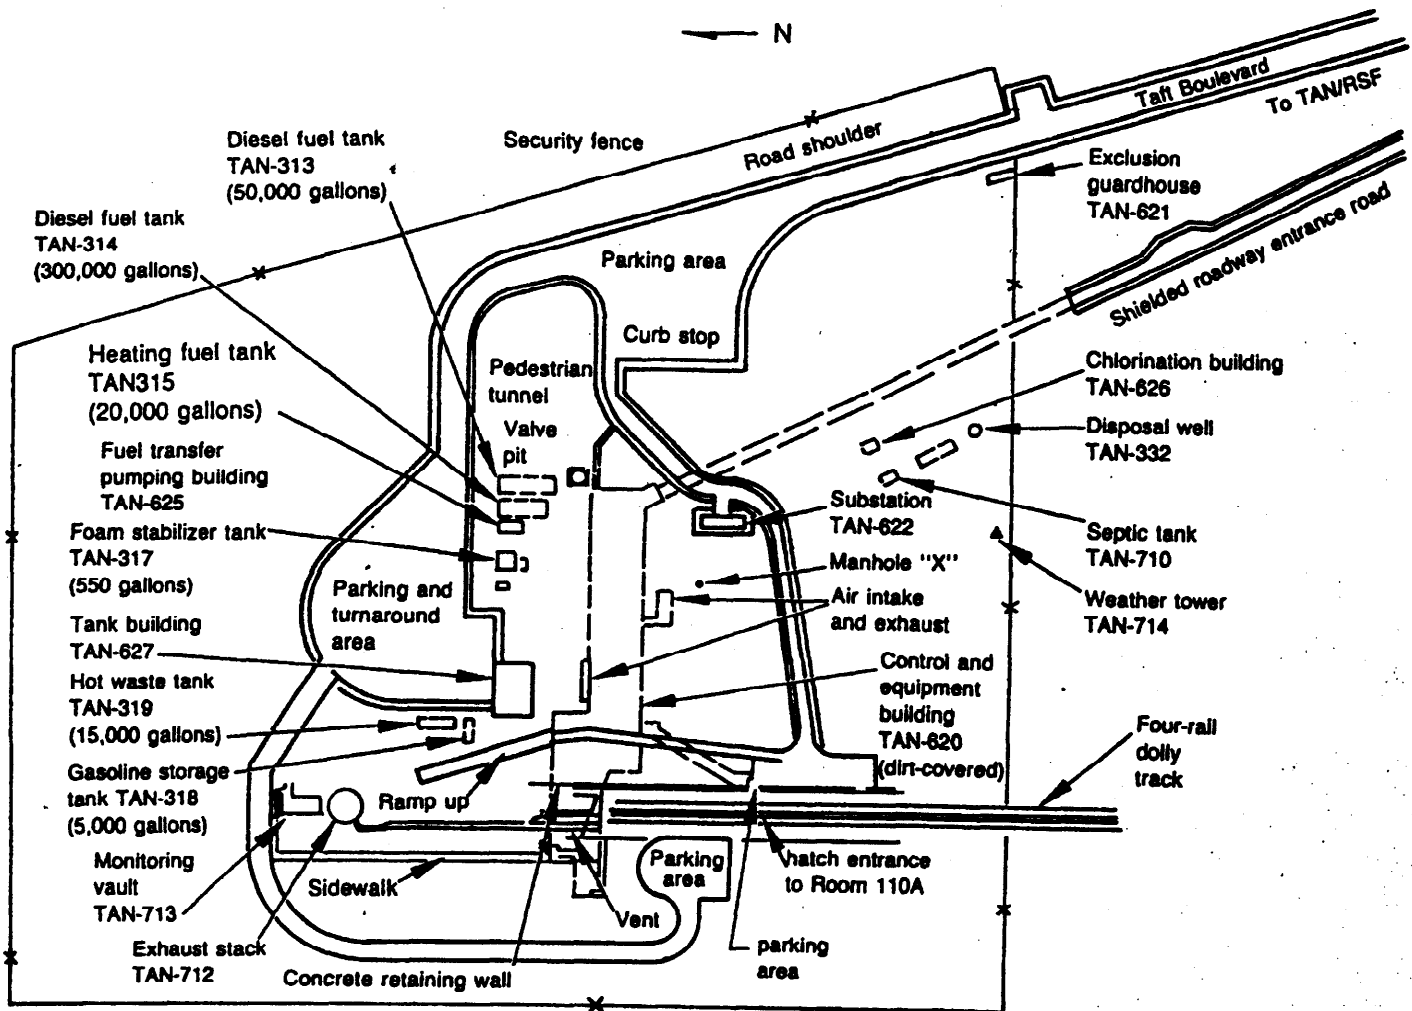 N
Taft Boulevard
To TAN/RSF
Road shoulder
Security fence
Diesel fuel tank
TAN-313
(50,000 gallons)
Exclusion
guardhouse
TAN-621
Shielded roadway entrance road
Diesel fuel tank
TAN-314
(300,000 gallons)
Parking area
Curb stop
Heating fuel tank
TAN315
(20,000 gallons)
Pedestrian
tunnel
Valve
pit
Chlorination building
TAN-626
Disposal well
TAN-332
Fuel transfer
pumping building
TAN-625
Substation
TAN-622
Septic tank
TAN-710
Foam stabilizer tank
TAN-317
(550 gallons)
Manhole "X"
Air intake
and exhaust
Weather tower
TAN-714
Parking and
turnaround
area
Tank building
TAN-627
Hot waste tank
TAN-319
(15,000 gallons)
Control and
equipment
building
TAN-620
(dirt-covered)
Four-rail
dolly
track
Gasoline storage
tank TAN-318
(5,000 gallons)
Ramp up
Monitoring
vault
TAN-713
Sidewalk
Parking
area
hatch entrance
to Room 110A
Vent
Exhaust stack
TAN-712
Concrete retaining wall
parking
area